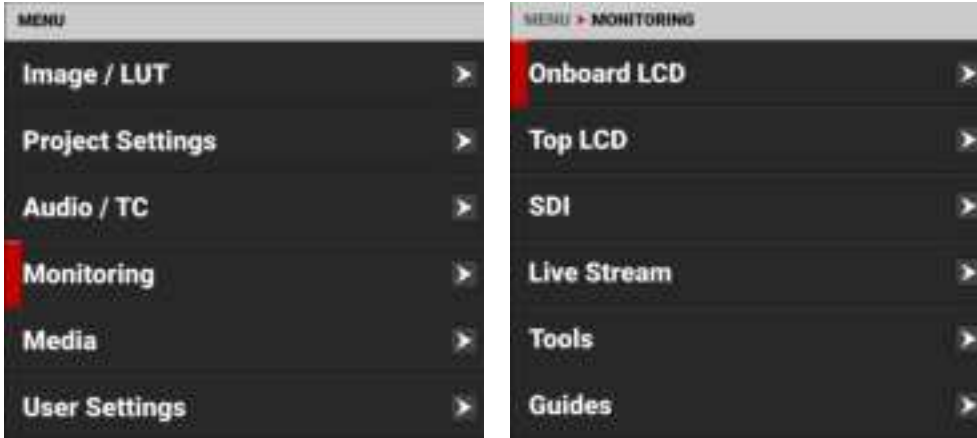 MENU
Image / LUT
Project Settings
Audio / TC
Monitoring
Media
User Settings
MENU ► MONITORING
Onboard LCD
Top LCD
SDI
Live Stream
Tools
Guides